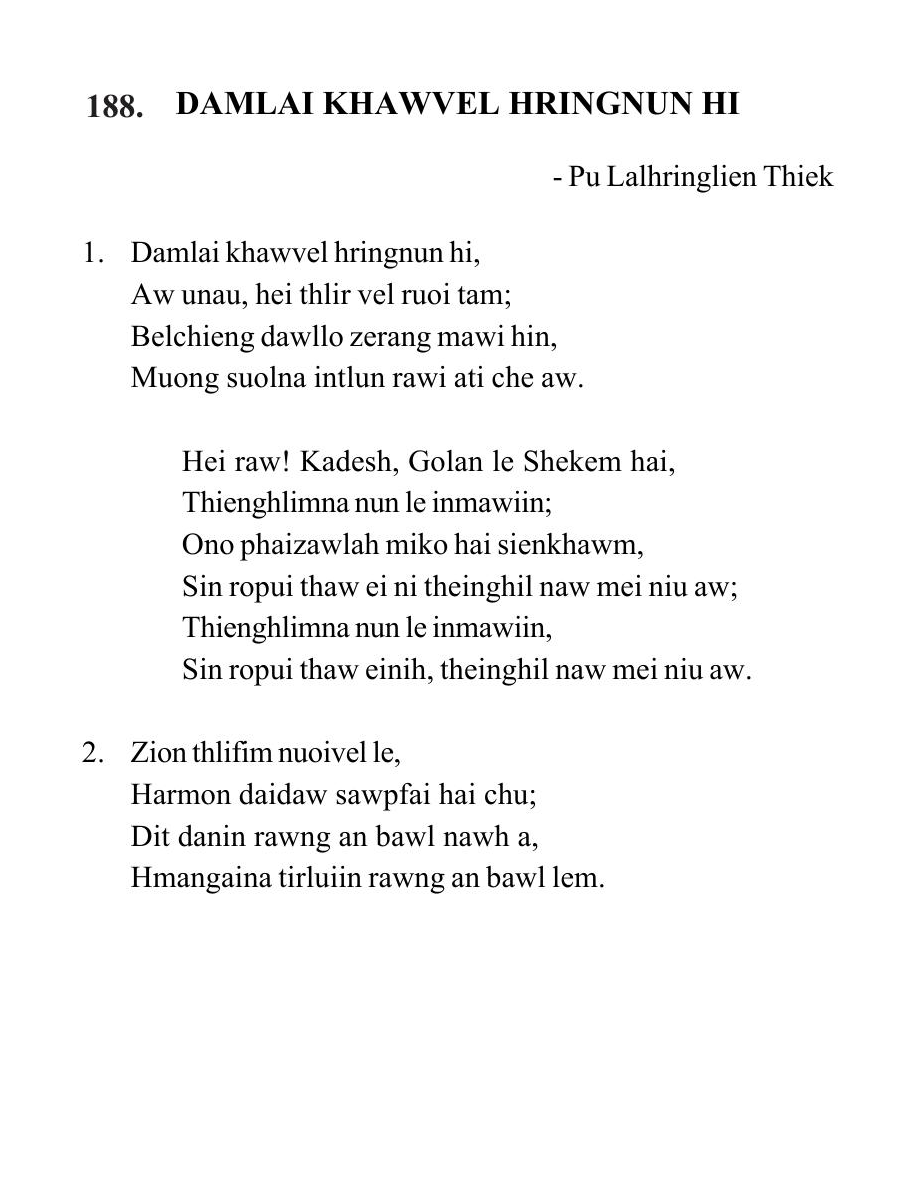 188. DAMLAI KHAWVEL HRINGNUN HI
- Pu Lalhringlien Thiek
1. Damlai khawvel hringnun hi,
Aw unau, hei thlir vel ruoi tam;
Belchieng dawllo zerang mawi hin,
Muong suolna intlun rawi ati che aw.
Hei raw! Kadesh, Golan le Shekem hai,
Thienghlimna nun le inmawiin;
Ono phaizawlah miko hai sienkhawm,
Sin ropui thaw ei ni theinghil naw mei niu aw;
Thienghlimna nun le inmawiin,
Sin ropui thaw einih, theinghil naw mei niu aw.
2. Zion thlifim nuoivel le,
Harmon daidaw sawpfai hai chu;
Dit danin rawng an bawl nawh a,
Hmangaina tirluiin rawng an bawl lem.